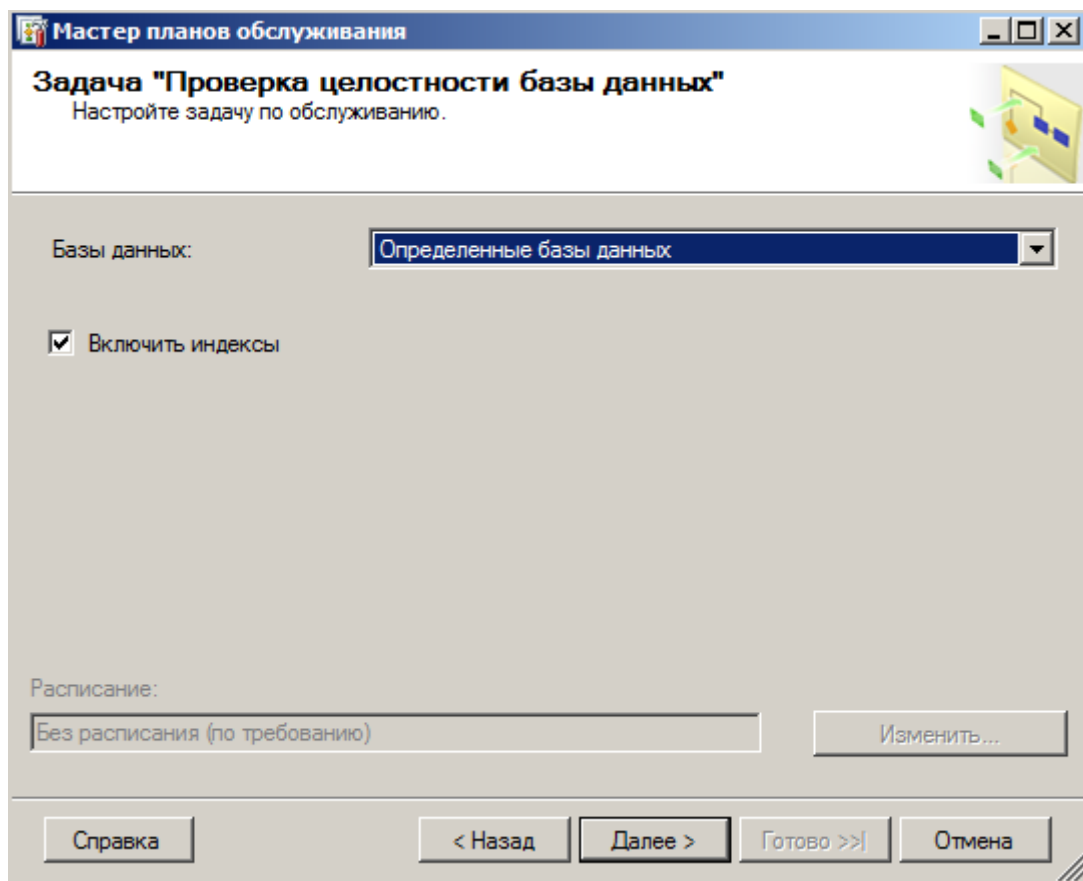 Мастер планов обслуживания
Задача "Проверка целостности базы данных"
Настройте задачу по обслуживанию.
Базы данных:
Определенные базы данных
Включить индексы
Расписание:
Без расписания (по требованию)
Изменить...
Справка
< Назад
Далее >
Готово >>|
Отмена